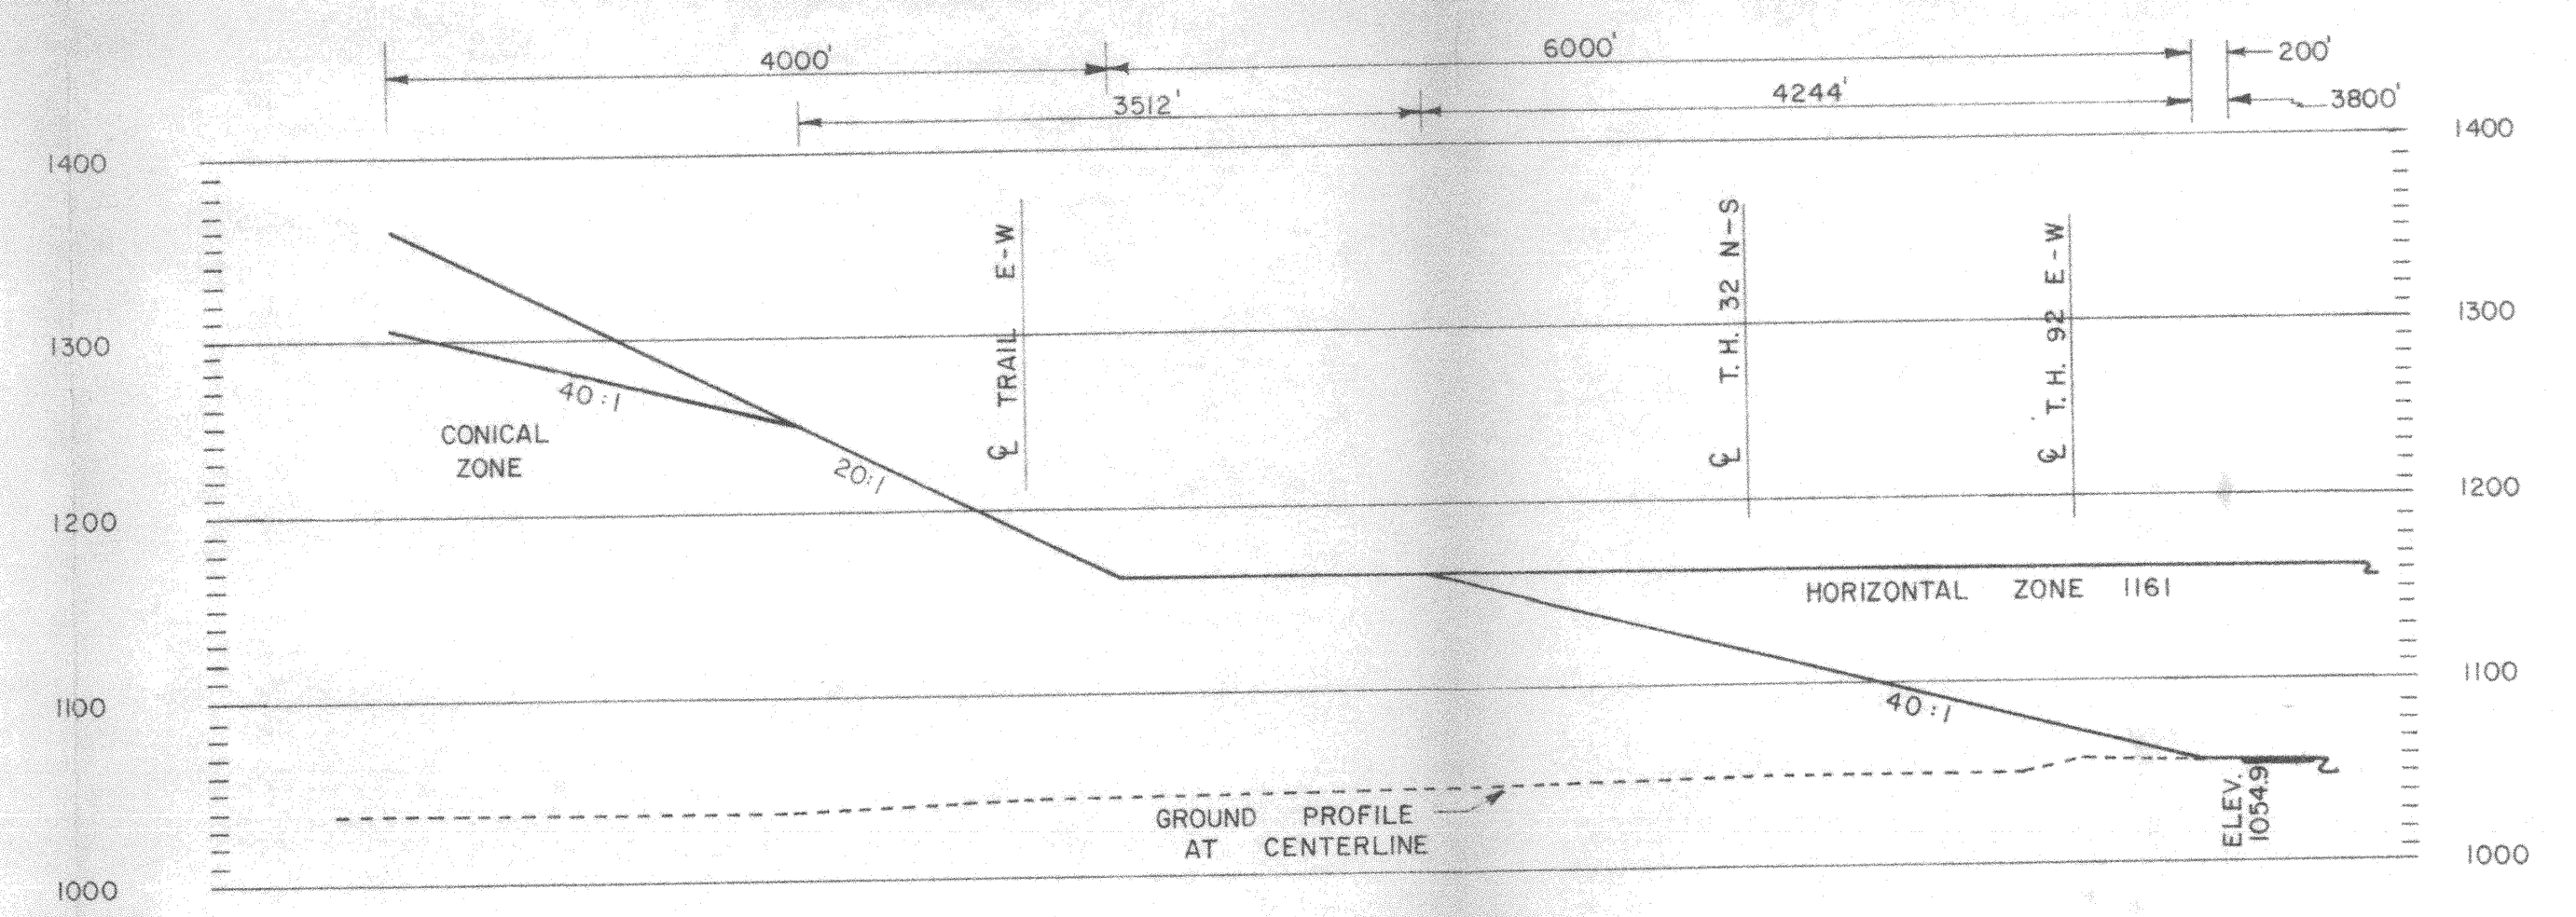 4000'
6000'
200'
3512'
4244'
3800'
1400
1400
1300
1300
1200
1200
1100
1100
1000
1000
℄ TRAIL E-W
℄ T.H. 32 N-S
℄ T.H. 92 E-W
40:1
CONICAL
ZONE
20:1
HORIZONTAL ZONE 1161
40:1
GROUND PROFILE
AT CENTERLINE
ELEV.
1054.9